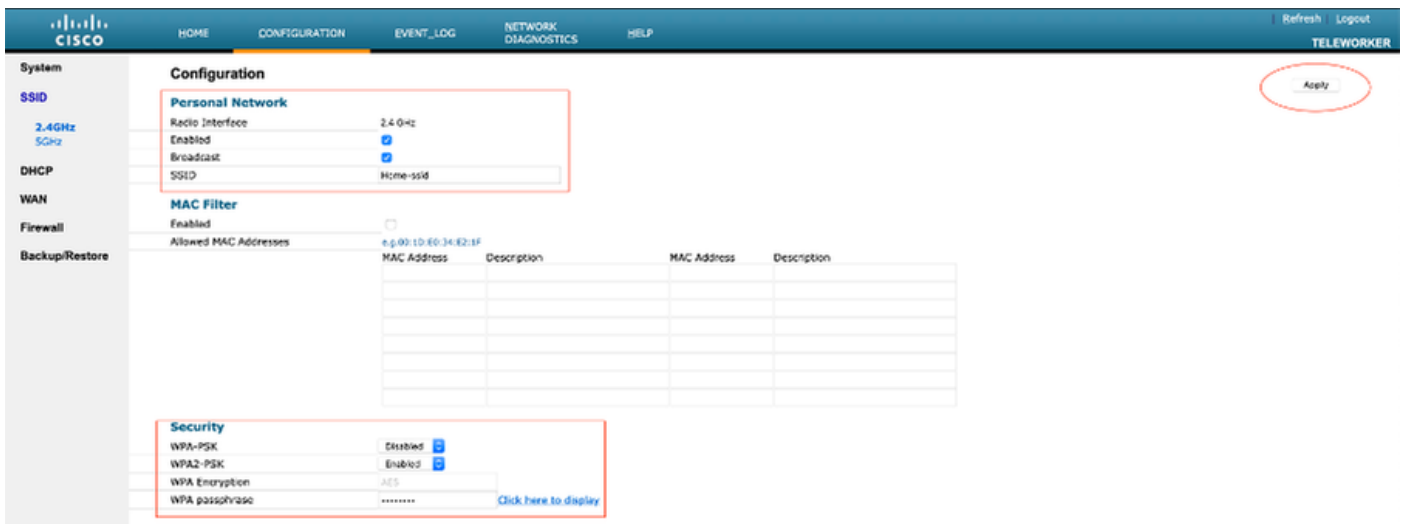 Refresh Logout
CISCO HOME CONFIGURATION EVENT_LOG NETWORK DIAGNOSTICS HELP
TELEWORKER
System
SSID
2.4GHz
5GHz
DHCP
WAN
Firewall
Backup/Restore
Configuration
Apply
Personal Network
Radio Interface 2.4 GHz
Enabled
Broadcast
SSID Home-ssid
MAC Filter
Enabled
Allowed MAC Addresses e.g.00:1D:E0:34:E2:1F
MAC Address Description MAC Address Description
Security
WPA-PSK Disabled
WPA2-PSK Enabled
WPA Encryption AES
WPA passphrase •••••••• Click here to display